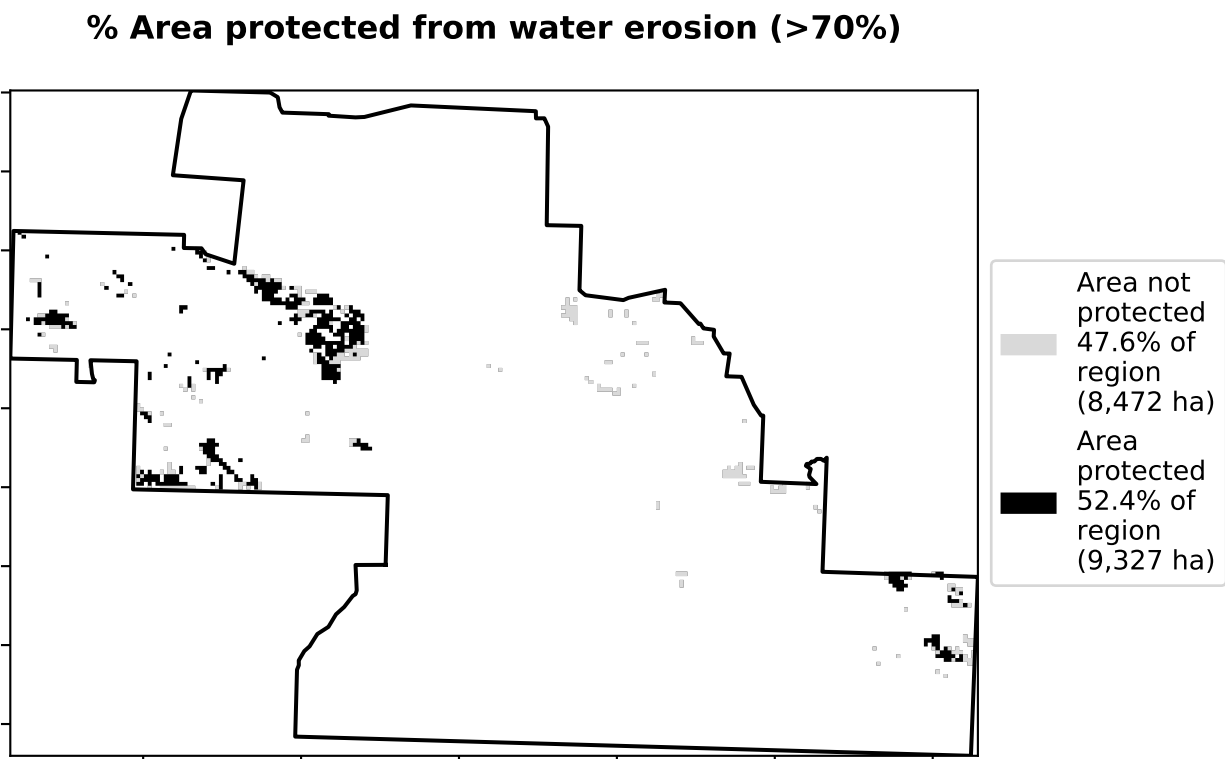 % Area protected from water erosion (>70%)
Area not
protected
47.6% of
region
(8,472 ha)
Area
protected
52.4% of
region
(9,327 ha)